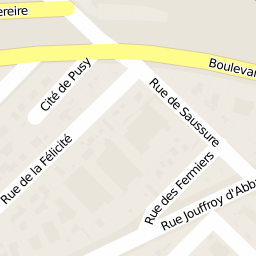 ereire
Boulevar
Cité de Pusy
Rue de Saussure
Rue de la Félicité
Rue des Fermiers
Rue Jouffroy d'Abb